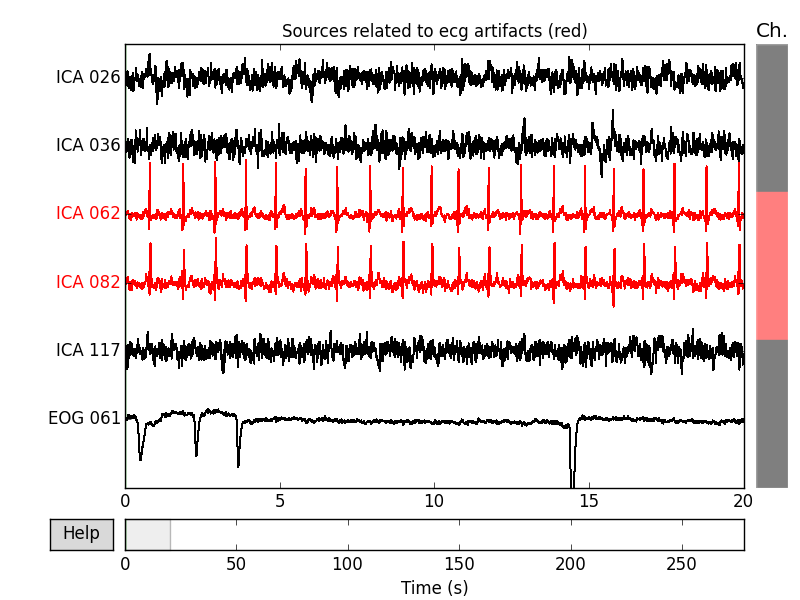 Sources related to ecg artifacts (red)
Ch.
ICA 026
ICA 036
ICA 062
ICA 082
ICA 117
EOG 061
0 5 10 15 20
Help
0 50 100 150 200 250
Time (s)